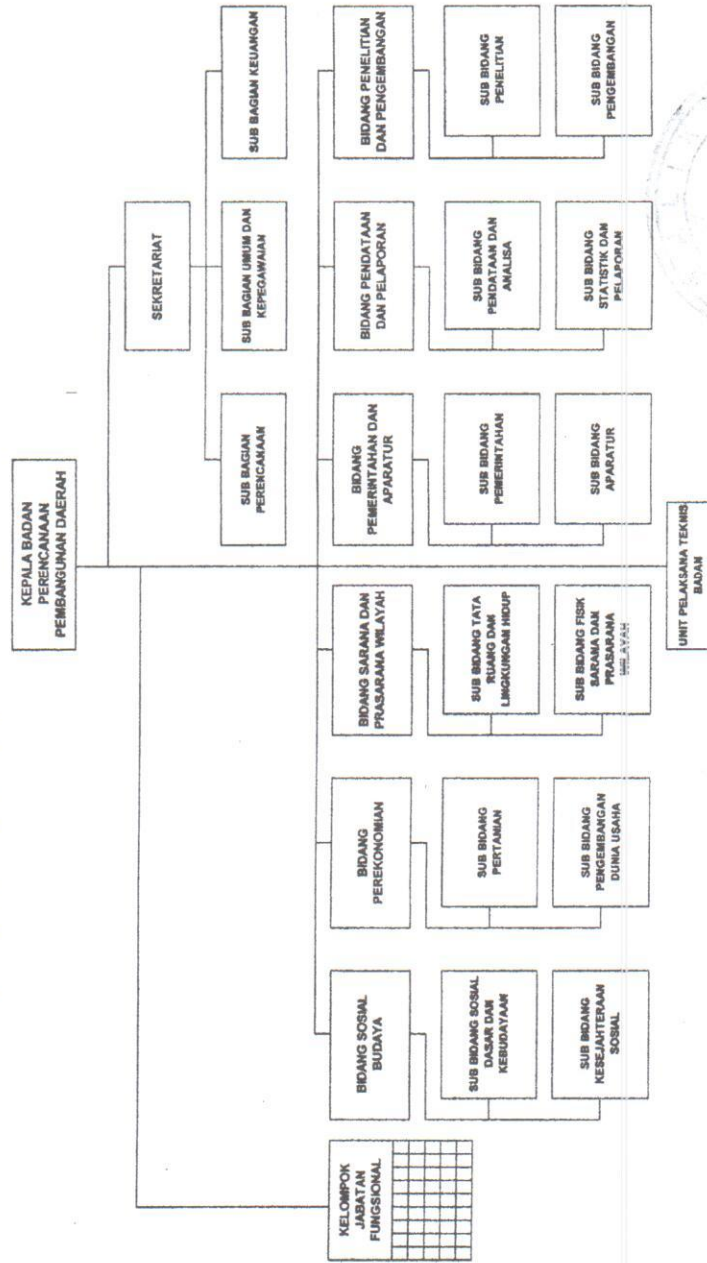 KEPALA BADAN
PERENCANAAN
PEMBANGUNAN DAERAH
SEKRETARIAT
SUB BAGIAN
PERENCANAAN
SUB BAGIAN UMUM DAN
KEPEGAWAIAN
SUB BAGIAN KEUANGAN
KELOMPOK
JABATAN
FUNGSIONAL
BIDANG SOSIAL
BUDAYA
BIDANG
PEREKONOMIAN
BIDANG SARANA DAN
PRASARANA WILAYAH
BIDANG
PEMERINTAHAN DAN
APARATUR
BIDANG PENDATAAN
DAN PELAPORAN
BIDANG PENELITIAN
DAN PENGEMBANGAN
SUB BIDANG SOSIAL
DASAR DAN
KEBUDAYAAN
SUB BIDANG
PERTANIAN
SUB BIDANG TATA
RUANG DAN
LINGKUNGAM HIDUP
SUB BIDANG
PEMERINTAHAN
SUB BIDANG
PENDATAAN DAN
ANALISA
SUB BIDANG
PENELITIAN
SUB BIDANG
KESEJAHTERAAN
SOSIAL
SUB BIDANG
PENGEMBANGAN
DUNIA USAHA
SUB BIDANG FISIK
SARANA DAN
PRASARANA
WILAYAH
SUB BIDANG
APARATUR
SUB BIDANG
STATISTIK DAN
PELAPORAN
SUB BIDANG
PENGEMBANGAN
UNIT PELAKSANA TEKNIS
BADAN